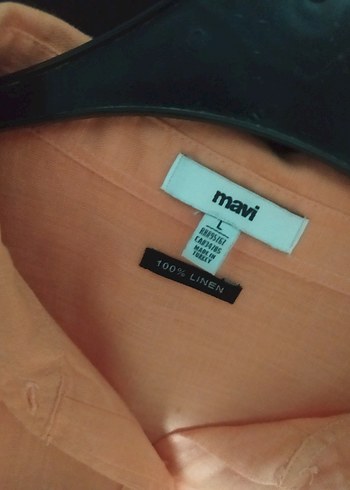 mavi
L
MADE IN
TURKEY
100% LINEN